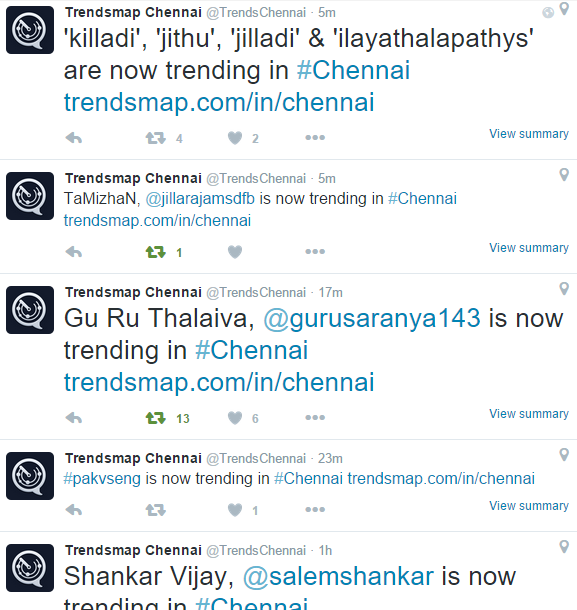 Trendsmap Chennai @TrendsChennai · 5m
'killadi', 'jithu', 'jilladi' & 'ilayathalapathys'
are now trending in #Chennai
trendsmap.com/in/chennai
4 2 View summary
Trendsmap Chennai @TrendsChennai · 5m
TaMizhaN, @jillarajamsdfb is now trending in #Chennai
trendsmap.com/in/chennai
1 View summary
Trendsmap Chennai @TrendsChennai · 17m
Gu Ru Thalaiva, @gurusaranya143 is now
trending in #Chennai
trendsmap.com/in/chennai
13 6 View summary
Trendsmap Chennai @TrendsChennai · 23m
#pakvseng is now trending in #Chennai trendsmap.com/in/chennai
1 View summary
Trendsmap Chennai @TrendsChennai · 1h
Shankar Vijay, @salemshankar is now
trending in #Chennai